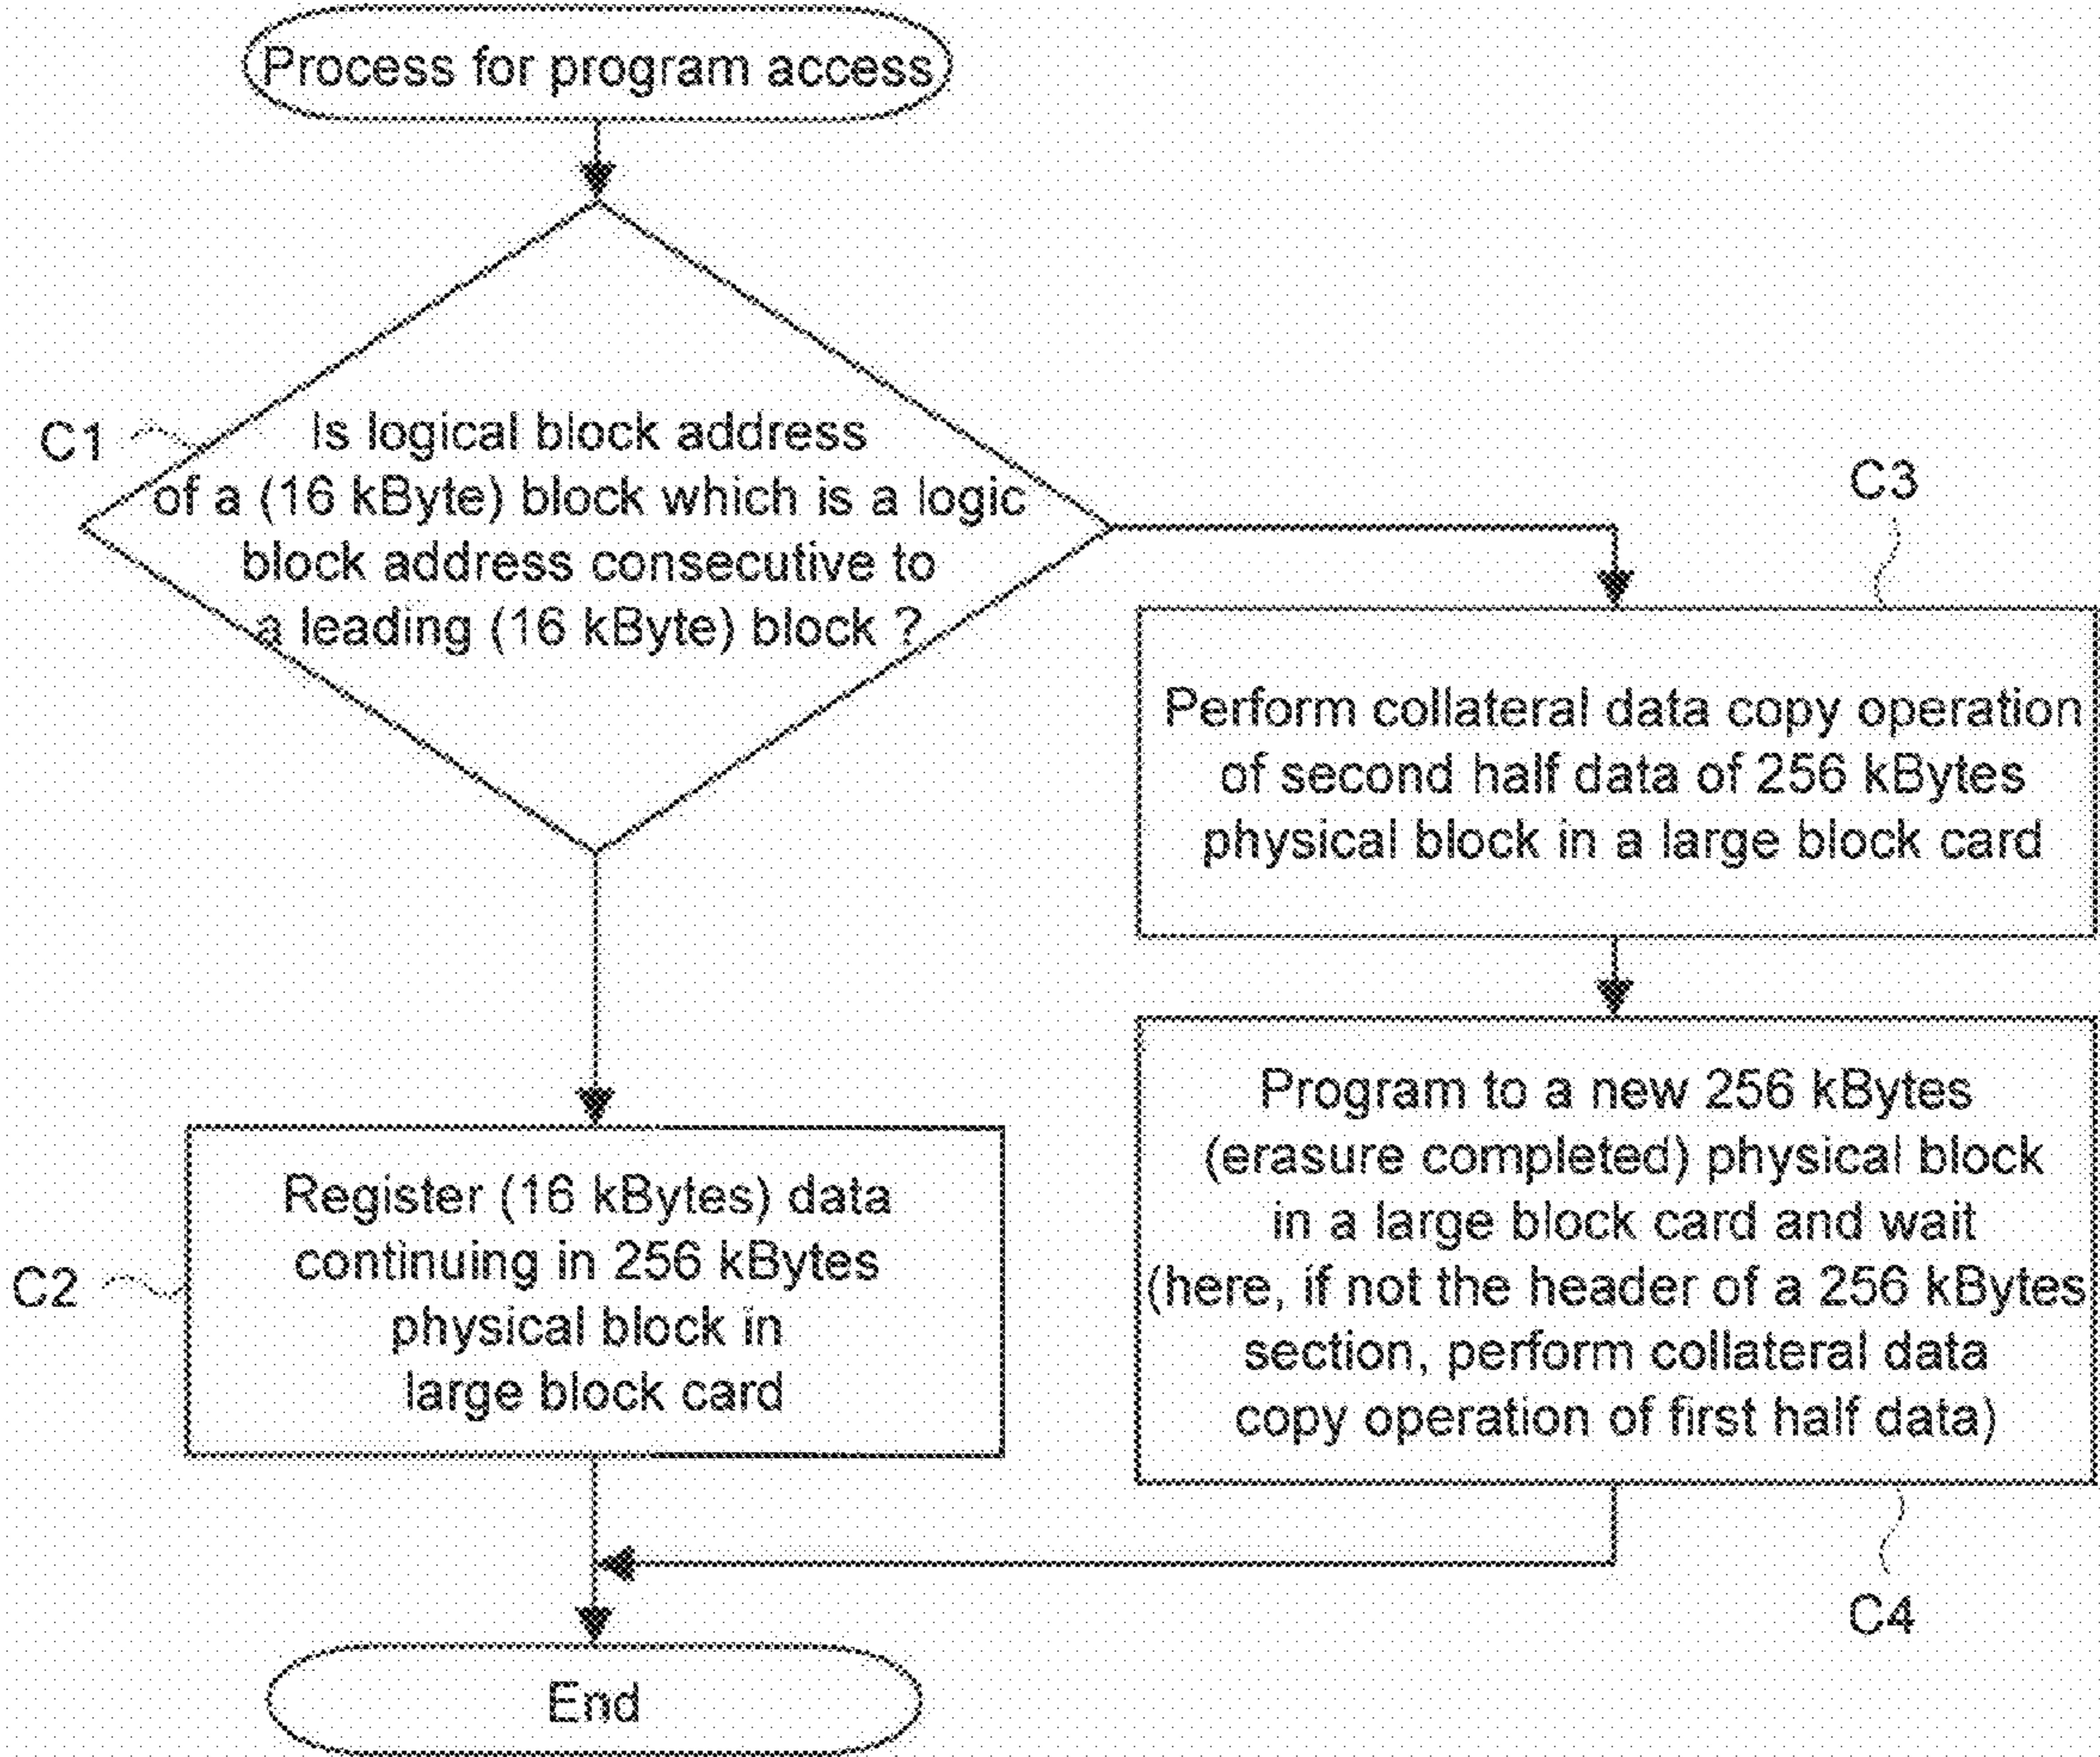 Process for program access
C1
Is logical block address
of a (16 kByte) block which is a logic
block address consecutive to
a leading (16 kByte) block ?
C3
Perform collateral data copy operation
of second half data of 256 kBytes
physical block in a large block card
Program to a new 256 kBytes
(erasure completed) physical block
in a large block card and wait
(here, if not the header of a 256 kBytes
section, perform collateral data
copy operation of first half data)
C4
C2
Register (16 kBytes) data
continuing in 256 kBytes
physical block in
large block card
End